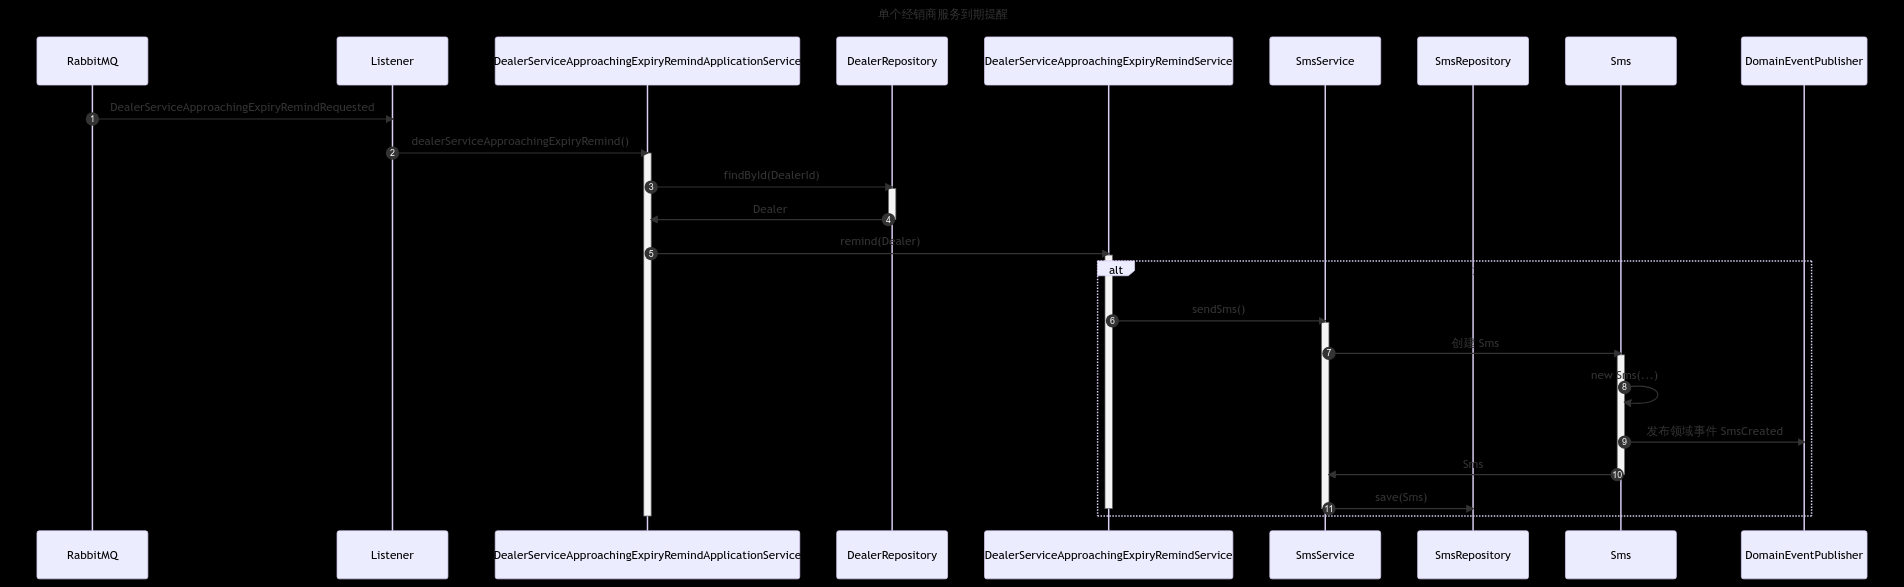 单个经销商服务到期提醒
RabbitMQ
Listener
DealerServiceApproachingExpiryRemindApplicationService
DealerRepository
DealerServiceApproachingExpiryRemindService
SmsService
SmsRepository
Sms
DomainEventPublisher
DealerServiceApproachingExpiryRemindRequested
1
dealerServiceApproachingExpiryRemind()
2
findById(DealerId)
3
Dealer
4
remind(Dealer)
5
alt
sendSms()
6
创建 Sms
7
new Sms(...)
8
发布领域事件 SmsCreated
9
Sms
10
save(Sms)
11
RabbitMQ
Listener
DealerServiceApproachingExpiryRemindApplicationService
DealerRepository
DealerServiceApproachingExpiryRemindService
SmsService
SmsRepository
Sms
DomainEventPublisher